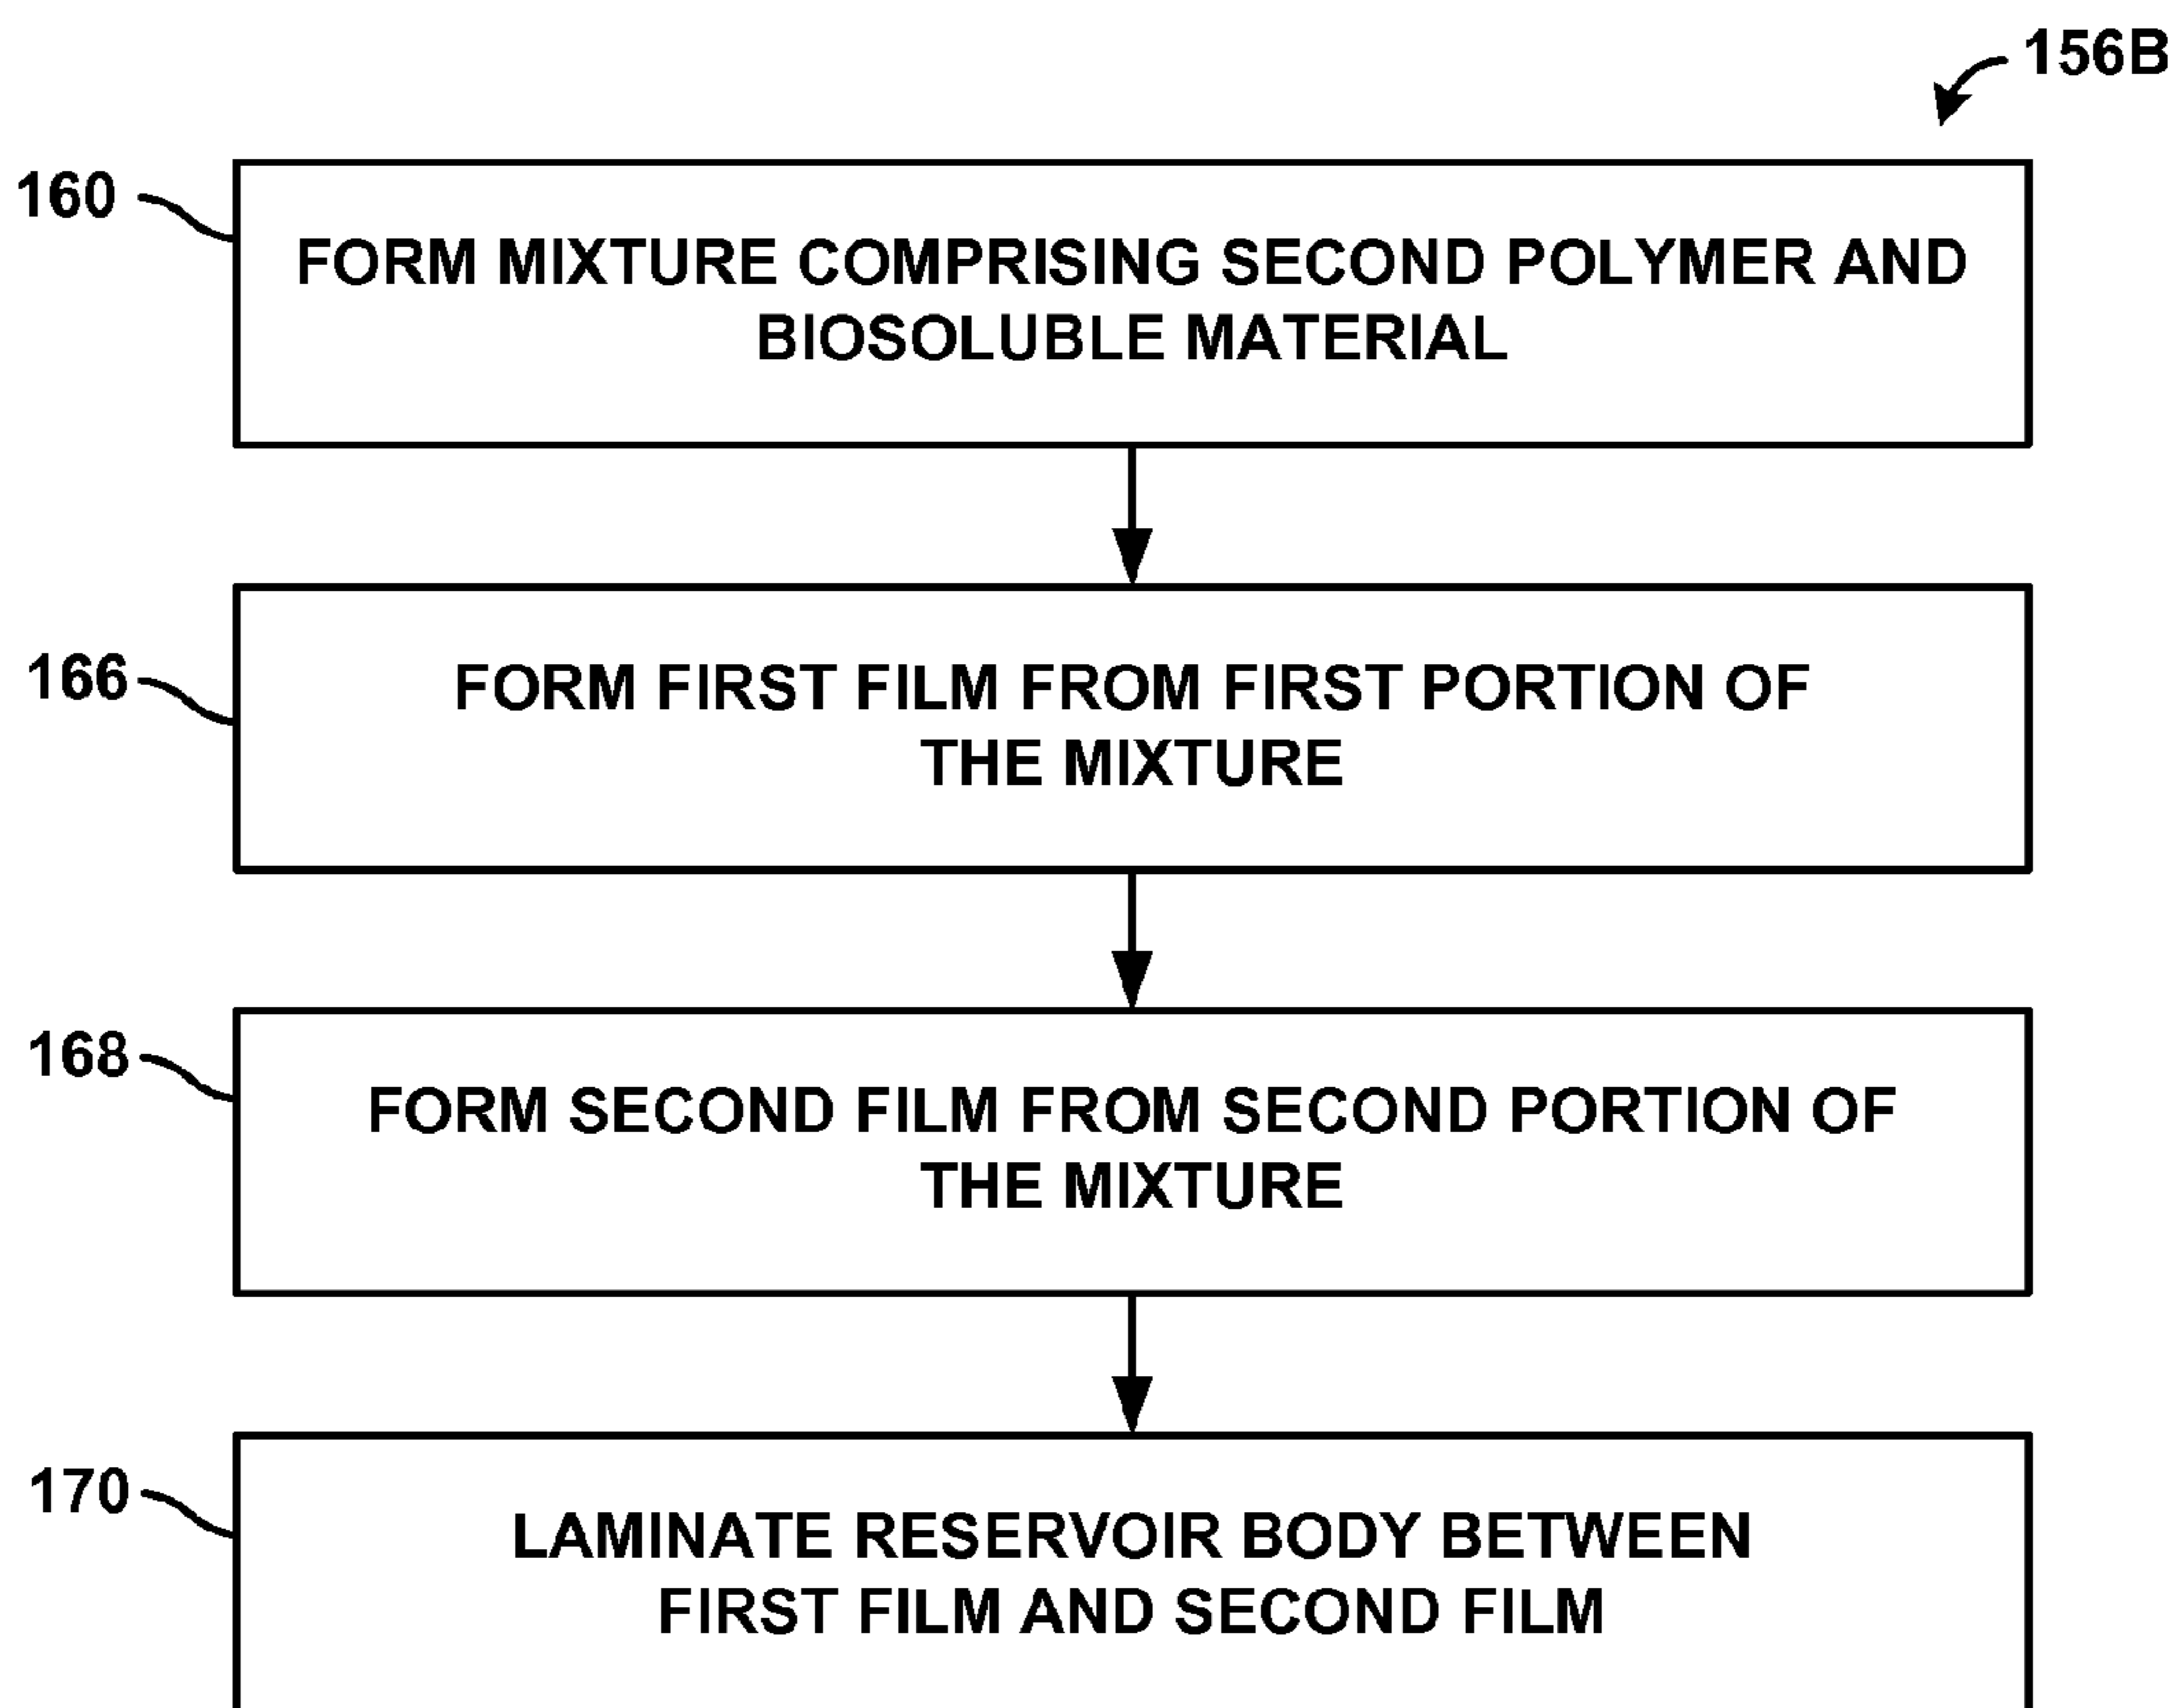 156B
160
FORM MIXTURE COMPRISING SECOND POLYMER AND
BIOSOLUBLE MATERIAL
166
FORM FIRST FILM FROM FIRST PORTION OF
THE MIXTURE
168
FORM SECOND FILM FROM SECOND PORTION OF
THE MIXTURE
170
LAMINATE RESERVOIR BODY BETWEEN
FIRST FILM AND SECOND FILM